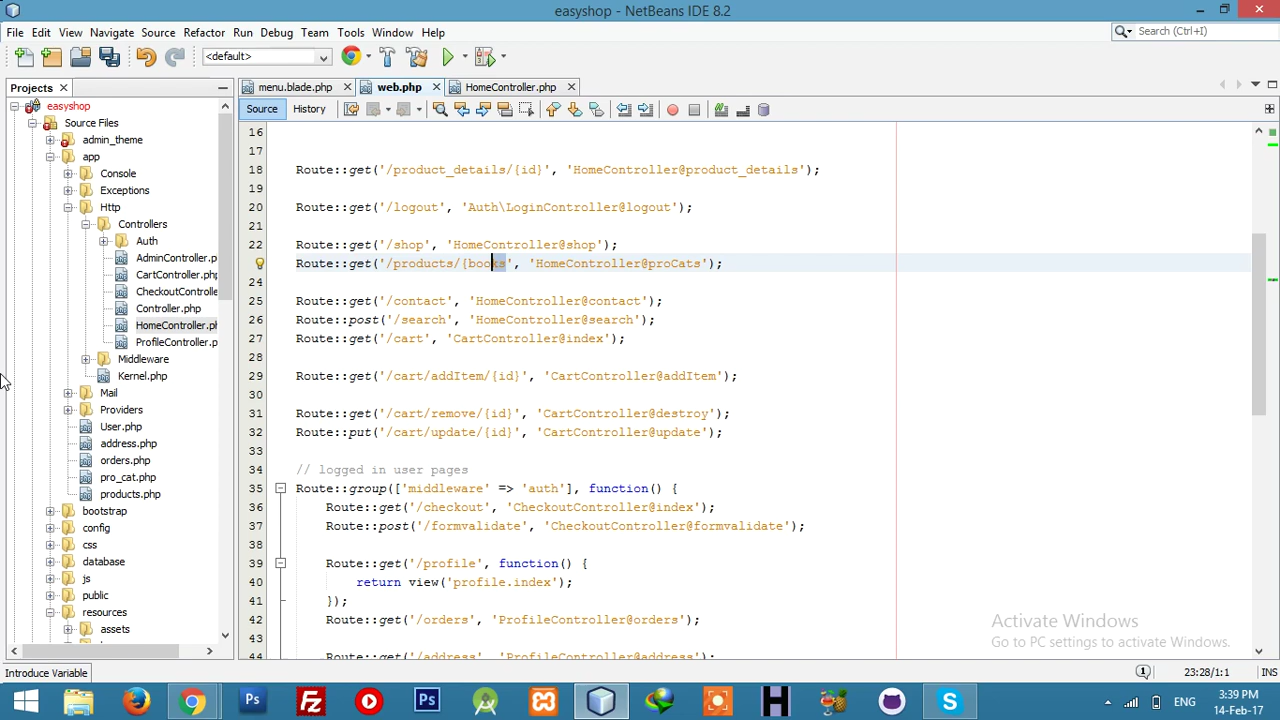 easyshop - NetBeans IDE 8.2
File Edit View Navigate Source Refactor Run Debug Team Tools Window Help
Search (Ctrl+I)
<default>
Projects
menu.blade.php
web.php
HomeController.php
Source
History
easyshop
Source Files
admin_theme
app
Console
Exceptions
Http
Controllers
Auth
AdminController.ph
CartController.php
CheckoutControlle
Controller.php
HomeController.ph
ProfileController.p
Middleware
Kernel.php
Mail
Providers
User.php
address.php
orders.php
pro_cat.php
products.php
bootstrap
config
css
database
js
public
resources
assets
16
17
18 Route::get('/product_details/{id}', 'HomeController@product_details');
19
20 Route::get('/logout', 'Auth\LoginController@logout');
21
22 Route::get('/shop', 'HomeController@shop');
Route::get('/products/{books', 'HomeController@proCats');
24
25 Route::get('/contact', 'HomeController@contact');
26 Route::post('/search', 'HomeController@search');
27 Route::get('/cart', 'CartController@index');
28
29 Route::get('/cart/addItem/{id}', 'CartController@addItem');
30
31 Route::get('/cart/remove/{id}', 'CartController@destroy');
32 Route::put('/cart/update/{id}', 'CartController@update');
33
34 // logged in user pages
35 Route::group(['middleware' => 'auth'], function() {
36 Route::get('/checkout', 'CheckoutController@index');
37 Route::post('/formvalidate', 'CheckoutController@formvalidate');
38
39 Route::get('/profile', function() {
40 return view('profile.index');
41 });
42 Route::get('/orders', 'ProfileController@orders');
43
44 Route::get('/address', 'ProfileController@address');
Activate Windows
Go to PC settings to activate Windows.
Introduce Variable
23:28/1:1
INS
ENG
3:39 PM
14-Feb-17